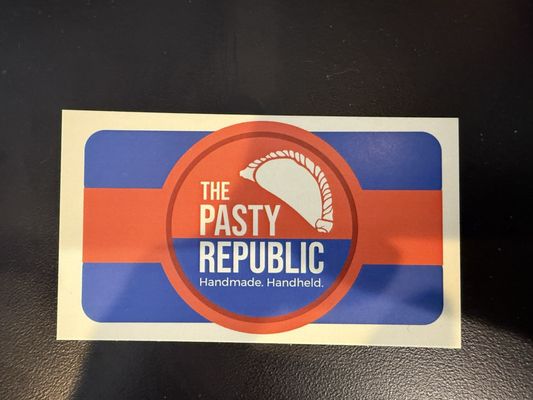 THE
PASTY
REPUBLIC
Handmade. Handheld.